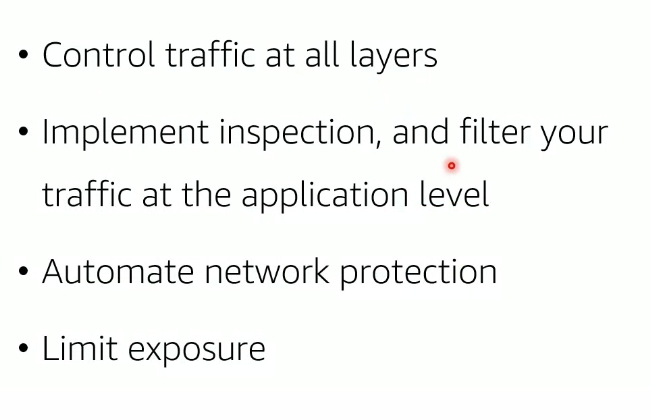 • Control traffic at all layers
• Implement inspection, and filter your
traffic at the application level
• Automate network protection
• Limit exposure